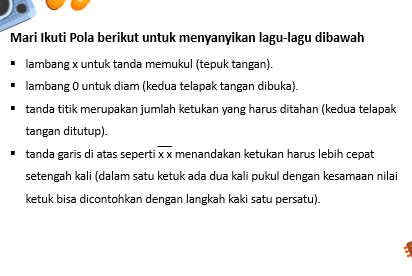 Mari Ikuti Pola berikut untuk menyanyikan lagu-lagu dibawah
▪ lambang x untuk tanda memukul (tepuk tangan).
▪ lambang 0 untuk diam (kedua telapak tangan dibuka).
▪ tanda titik merupakan jumlah ketukan yang harus ditahan (kedua telapak
tangan ditutup).
▪ tanda garis di atas seperti x̅ x̅ menandakan ketukan harus lebih cepat
setengah kali (dalam satu ketuk ada dua kali pukul dengan kesamaan nilai
ketuk bisa dicontohkan dengan langkah kaki satu persatu).